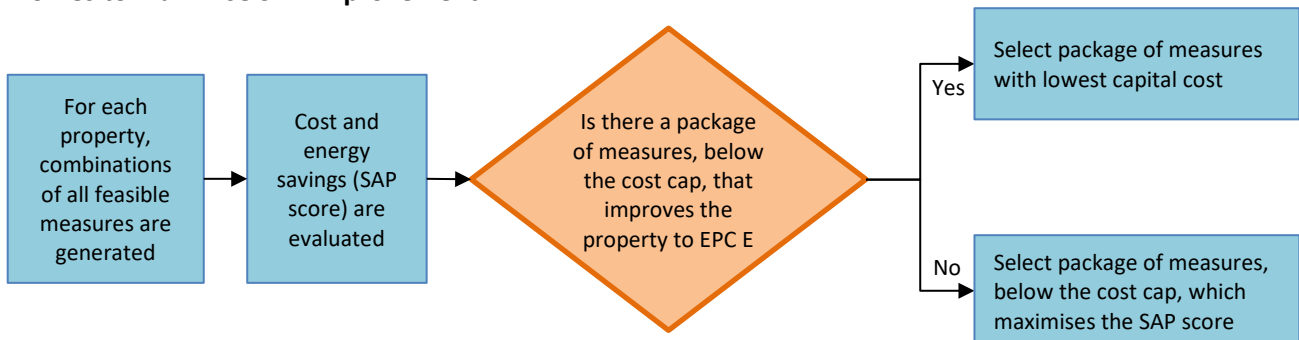 For each
property,
combinations
of all feasible
measures are
generated
Cost and
energy
savings (SAP
score) are
evaluated
Is there a package
of measures, below
the cost cap, that
improves the
property to EPC E
Yes
Select package of measures
with lowest capital cost
No
Select package of measures,
below the cost cap, which
maximises the SAP score